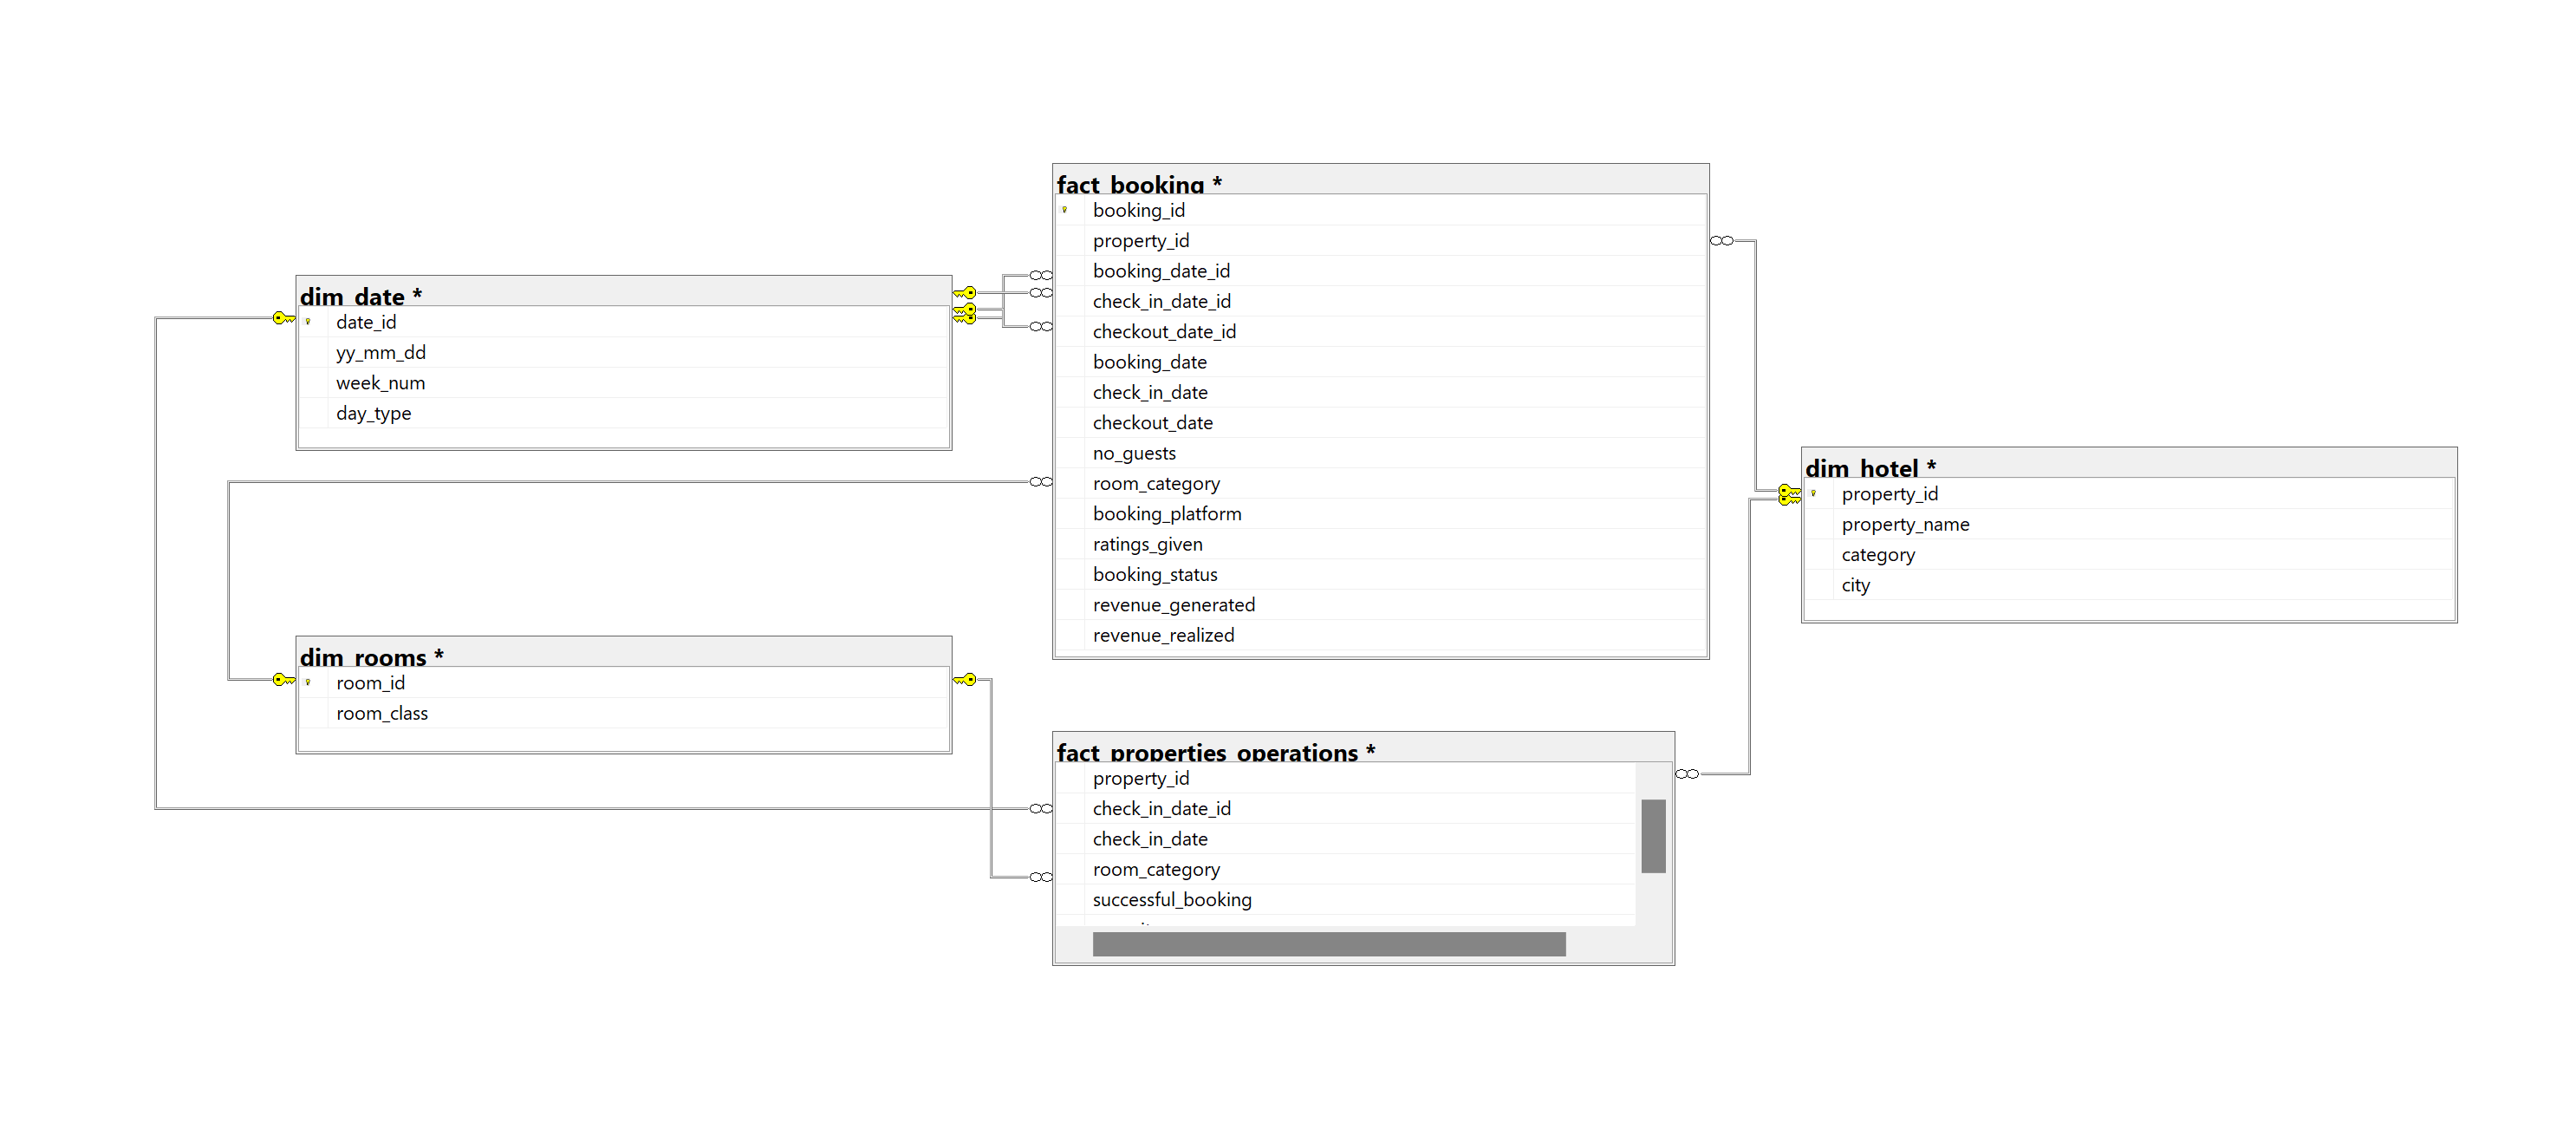 fact_booking *
booking_id
property_id
booking_date_id
check_in_date_id
checkout_date_id
booking_date
check_in_date
checkout_date
no_guests
room_category
booking_platform
ratings_given
booking_status
revenue_generated
revenue_realized
dim_date *
date_id
yy_mm_dd
week_num
day_type
dim_hotel *
property_id
property_name
category
city
dim_rooms *
room_id
room_class
fact_properties_operations *
property_id
check_in_date_id
check_in_date
room_category
successful_booking